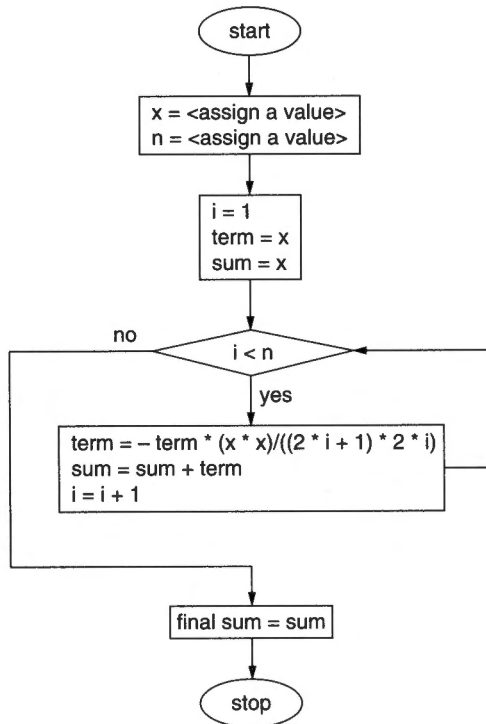 start
x = <assign a value>
n = <assign a value>
i = 1
term = x
sum = x
no
i < n
yes
term = – term * (x * x)/((2 * i + 1) * 2 * i)
sum = sum + term
i = i + 1
final sum = sum
stop